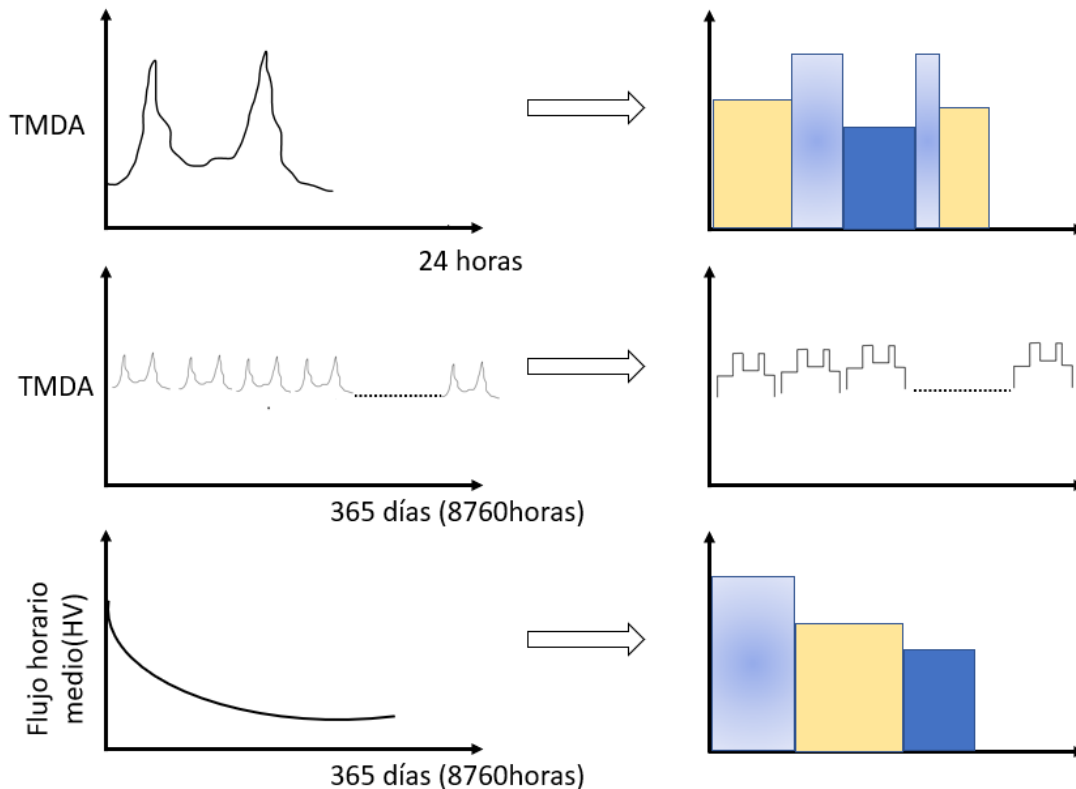 TMDA
24 horas
TMDA
365 días (8760horas)
Flujo horario
medio(HV)
365 días (8760horas)